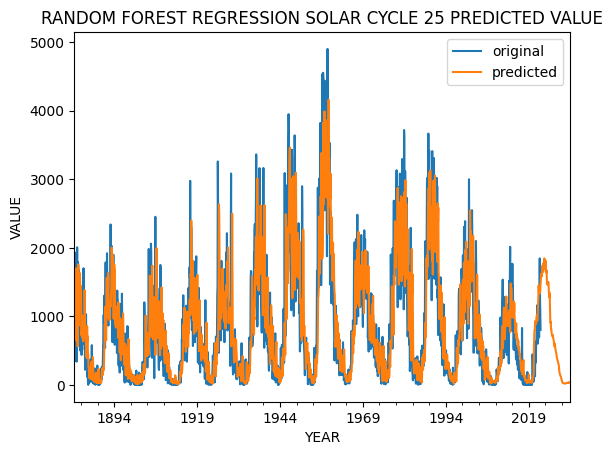 RANDOM FOREST REGRESSION SOLAR CYCLE 25 PREDICTED VALUE
original
predicted
5000
4000
3000
2000
1000
0
VALUE
1894 1919 1944 1969 1994 2019
YEAR